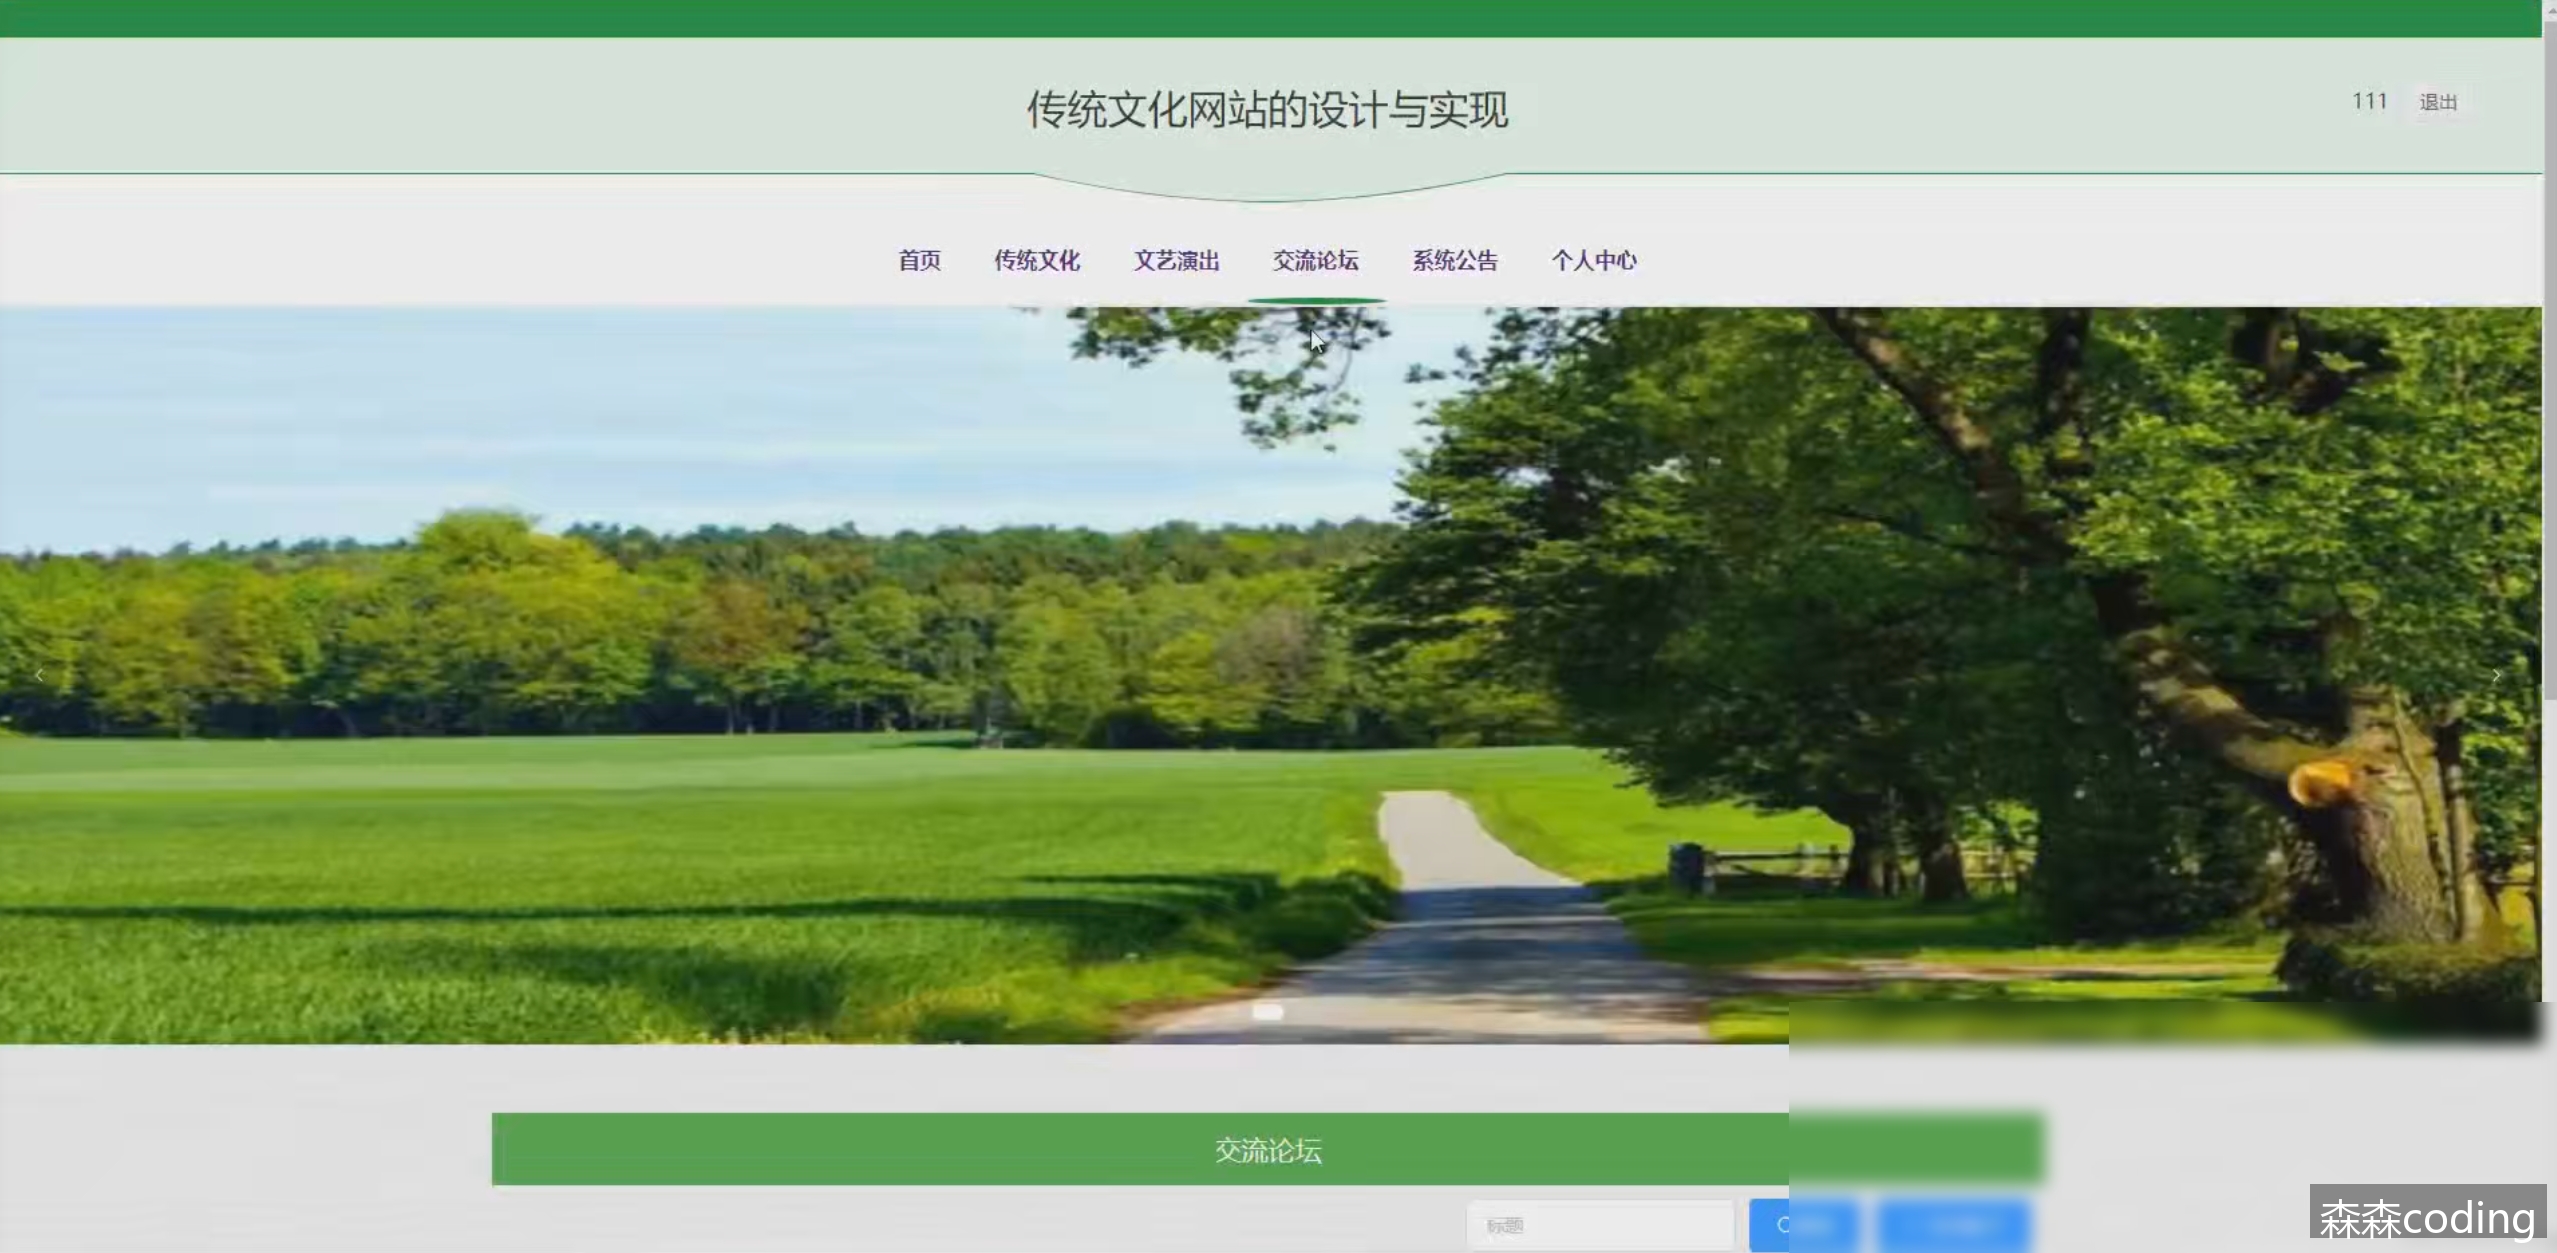 传统文化网站的设计与实现
111 退出
首页 传统文化 文艺演出 交流论坛 系统公告 个人中心
交流论坛
标题
森森coding